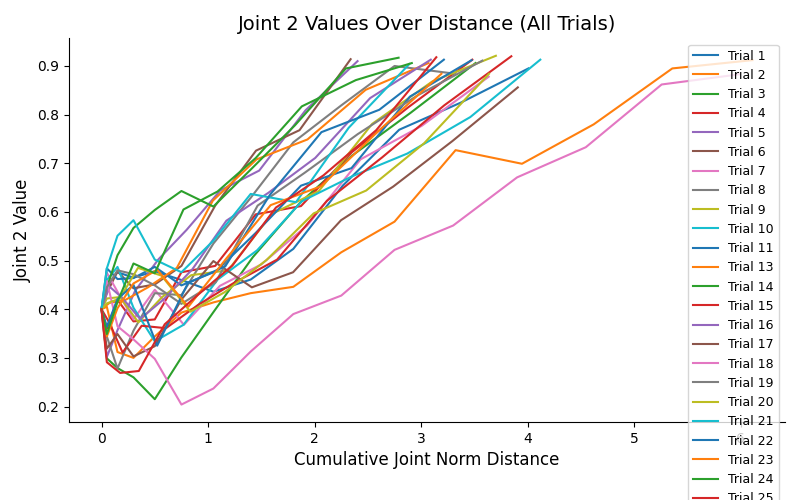 Joint 2 Values Over Distance (All Trials)
Joint 2 Value
0.9
0.8
0.7
0.6
0.5
0.4
0.3
0.2
0
1
2
3
4
5
Cumulative Joint Norm Distance
Trial 1
Trial 2
Trial 3
Trial 4
Trial 5
Trial 6
Trial 7
Trial 8
Trial 9
Trial 10
Trial 11
Trial 13
Trial 14
Trial 15
Trial 16
Trial 17
Trial 18
Trial 19
Trial 20
Trial 21
Trial 22
Trial 23
Trial 24
Trial 25